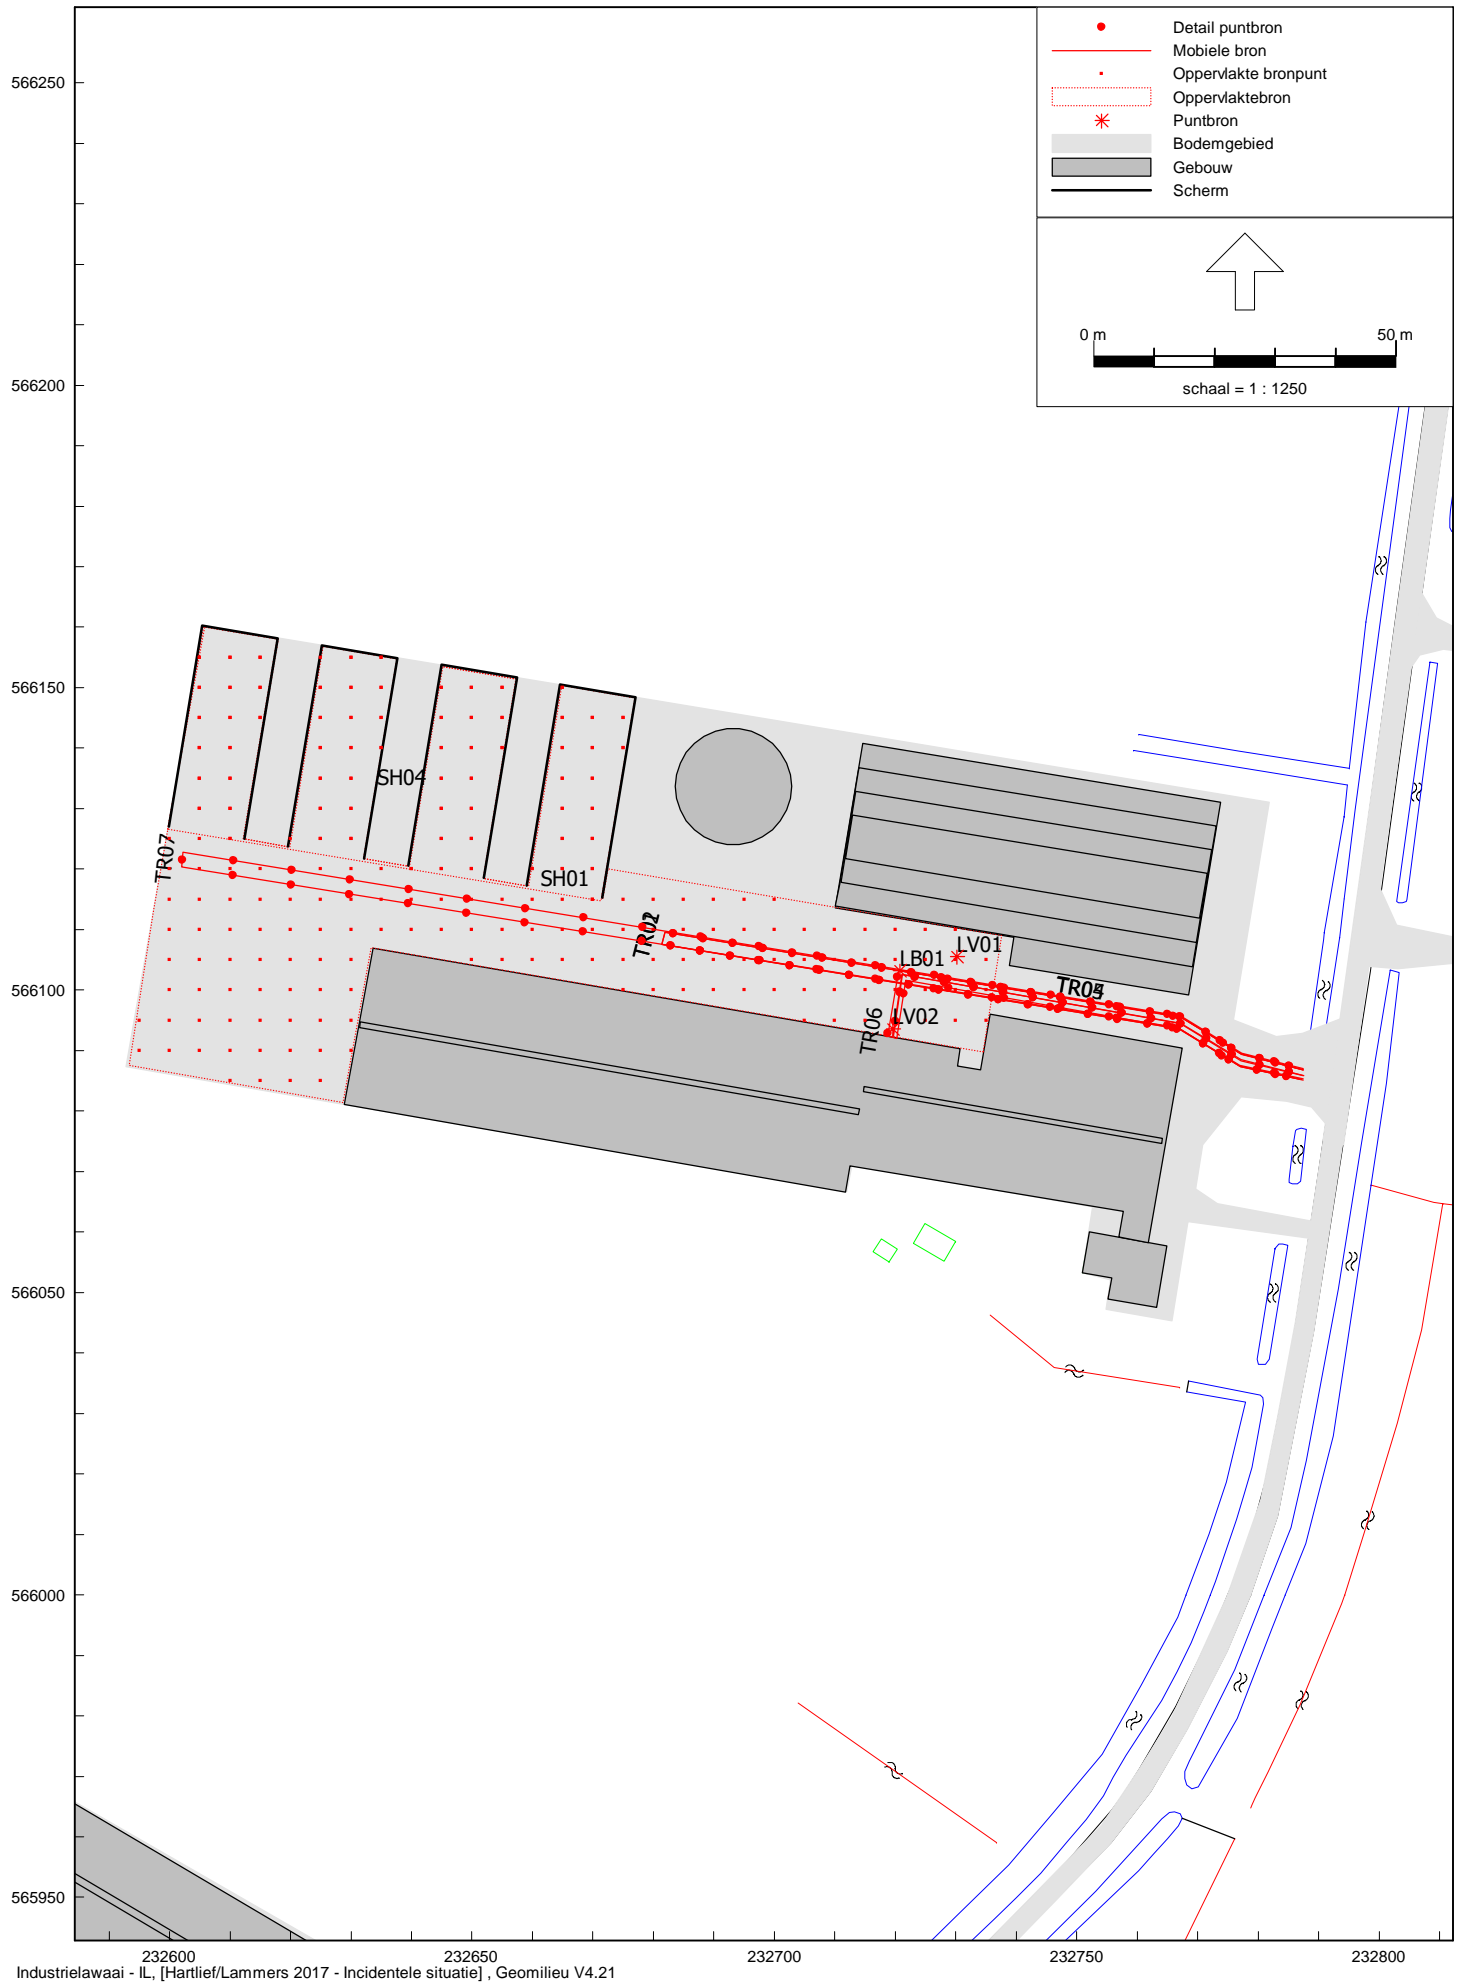 Detail puntbron
Mobiele bron
Oppervlakte bronpunt
Oppervlaktebron
Puntbron
Bodemgebied
Gebouw
Scherm
0 m
50 m
schaal = 1 : 1250
566250
566200
566150
566100
566050
566000
565950
SH04
TR07
SH01
LV01
LB01
LV02
TR06
232600
232650
232700
232750
232800
Industrielawaai - IL, [Hartlief/Lammers 2017 - Incidentele situatie] , Geomilieu V4.21